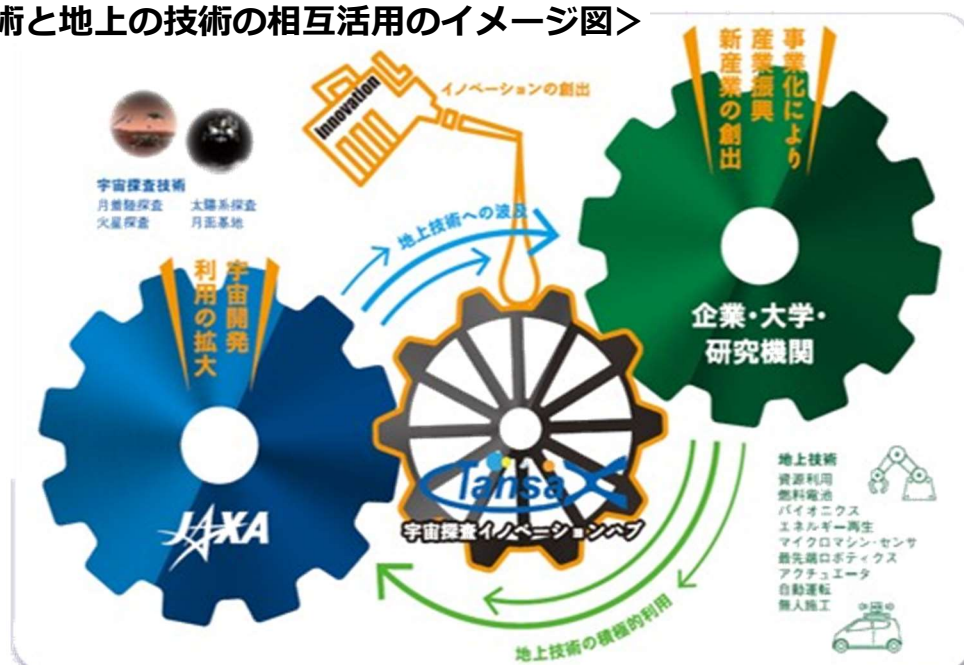 術と地上の技術の相互活用のイメージ図>
Innovation
イノベーションの創出
事業化により
産業振興
新産業の創出
宇宙探査技術
月着陸探査 太陽系探査
火星探査 月面基地
地上技術への波及
宇宙開発
利用の拡大
企業・大学・
研究機関
JAXA
Tansa X
宇宙探査イノベーションハブ
地上技術
資源利用
燃料電池
バイオニクス
エネルギー再生
マイクロマシン・センサ
最先端ロボティクス
アクチュエータ
自動運転
無人施工
地上技術の積極的利用